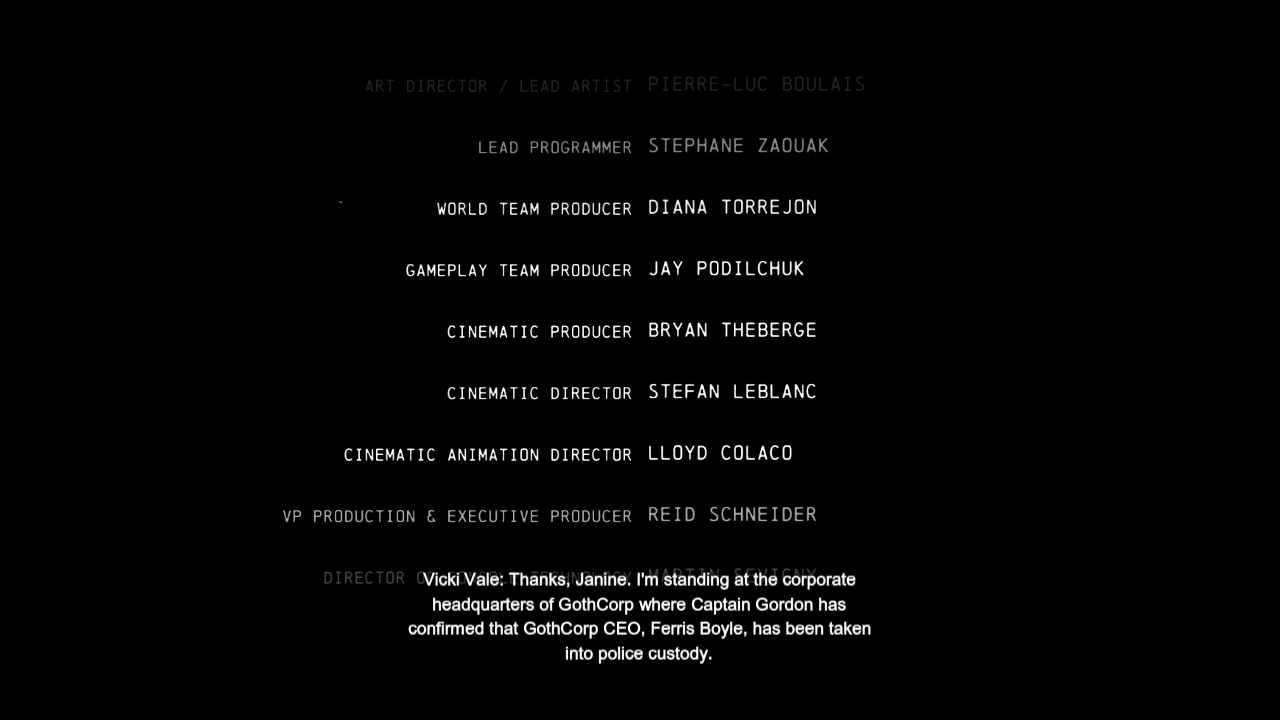 ART DIRECTOR / LEAD ARTIST PIERRE-LUC BOULAIS
LEAD PROGRAMMER STEPHANE ZAOUAK
WORLD TEAM PRODUCER DIANA TORREJON
GAMEPLAY TEAM PRODUCER JAY PODILCHUK
CINEMATIC PRODUCER BRYAN THEBERGE
CINEMATIC DIRECTOR STEFAN LEBLANC
CINEMATIC ANIMATION DIRECTOR LLOYD COLACO
VP PRODUCTION & EXECUTIVE PRODUCER REID SCHNEIDER
DIRECTOR MARTIN SEVIGNY
Vicki Vale: Thanks, Janine. I'm standing at the corporate
headquarters of GothCorp where Captain Gordon has
confirmed that GothCorp CEO, Ferris Boyle, has been taken
into police custody.